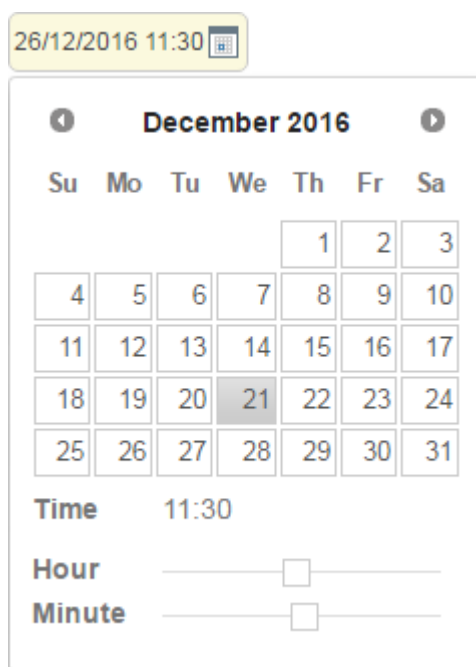 26/12/2016 11:30
December 2016
Su Mo Tu We Th Fr Sa
1 2 3
4 5 6 7 8 9 10
11 12 13 14 15 16 17
18 19 20 21 22 23 24
25 26 27 28 29 30 31
Time 11:30
Hour
Minute